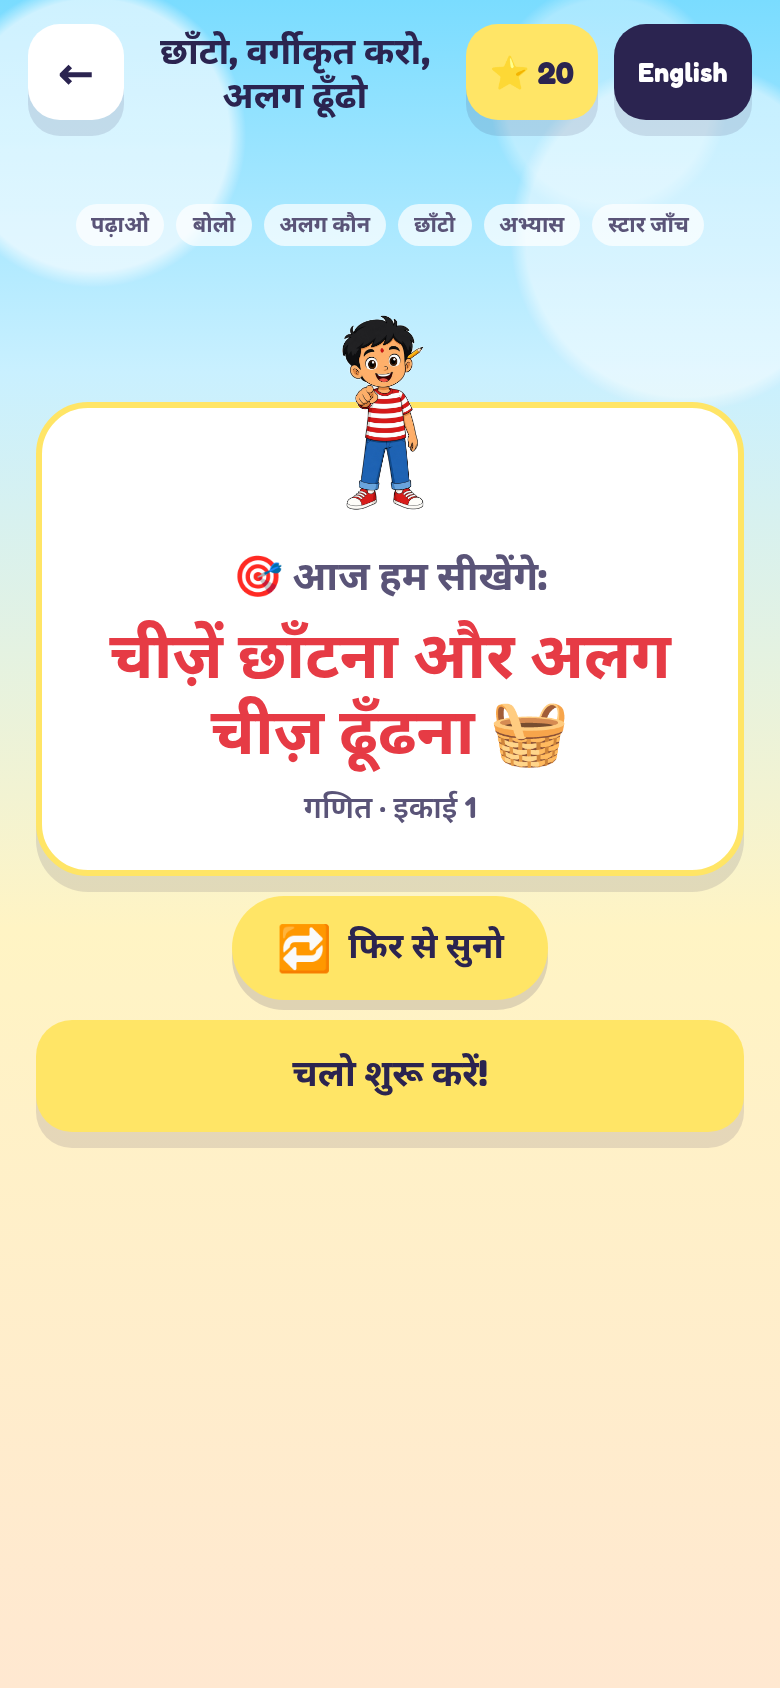 ←
छाँटो, वर्गीकृत करो,
अलग ढूँढो
⭐ 20
English
पढ़ाओ
बोलो
अलग कौन
छाँटो
अभ्यास
स्टार जाँच
🎯 आज हम सीखेंगे:
चीज़ें छाँटना और अलग
चीज़ ढूँढना 🧺
गणित · इकाई 1
🔁 फिर से सुनो
चलो शुरू करें!